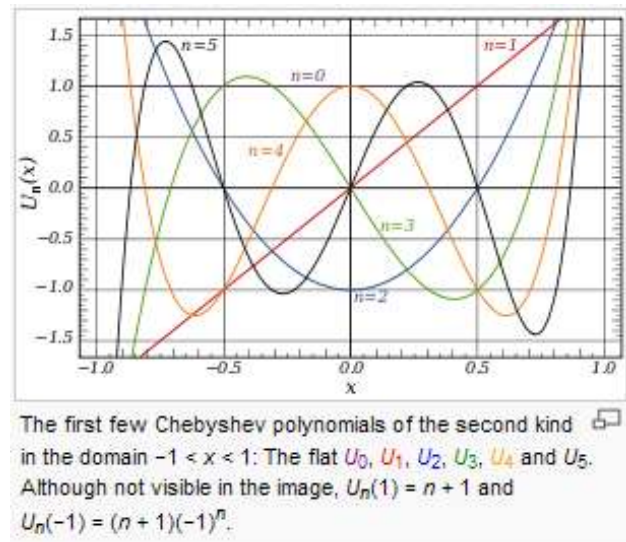 1.5
1.0
0.5
0.0
−0.5
−1.0
−1.5
Uₙ(x)
n=5
n=1
n=0
n=4
n=3
n=2
−1.0 −0.5 0.0 0.5 1.0
x
The first few Chebyshev polynomials of the second kind
in the domain −1 < x < 1: The flat U₀, U₁, U₂, U₃, U₄ and U₅.
Although not visible in the image, Uₙ(1) = n + 1 and
Uₙ(−1) = (n + 1)(−1)ⁿ.